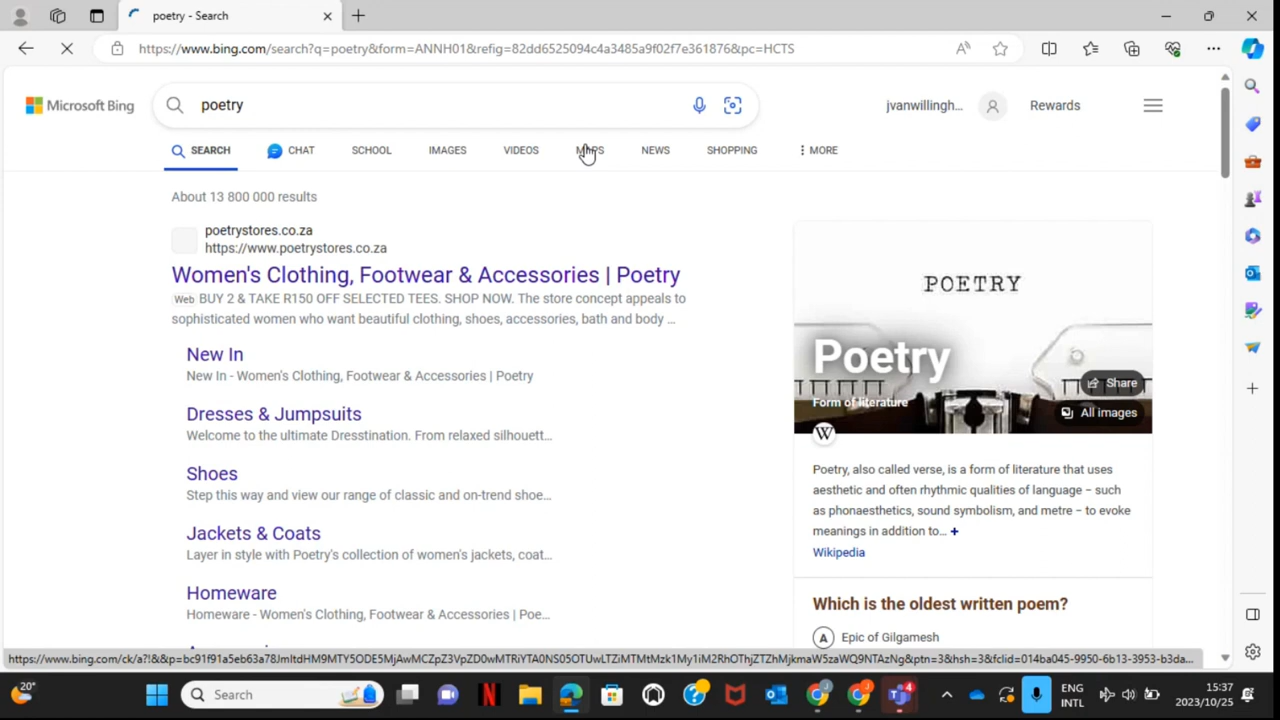 poetry - Search
https://www.bing.com/search?q=poetry&form=ANNH01&refig=82dd6525094c4a3485a9f02f7e361876&pc=HCTS
Microsoft Bing
poetry
jvanwillingh...
Rewards
SEARCH CHAT SCHOOL IMAGES VIDEOS MAPS NEWS SHOPPING MORE
About 13 800 000 results
poetrystores.co.za
https://www.poetrystores.co.za
Women's Clothing, Footwear & Accessories | Poetry
Web BUY 2 & TAKE R150 OFF SELECTED TEES. SHOP NOW. The store concept appeals to
sophisticated women who want beautiful clothing, shoes, accessories, bath and body ...
New In
New In - Women's Clothing, Footwear & Accessories | Poetry
Dresses & Jumpsuits
Welcome to the ultimate Dresstination. From relaxed silhouett...
Shoes
Step this way and view our range of classic and on-trend shoe...
Jackets & Coats
Layer in style with Poetry's collection of women's jackets, coat...
Homeware
Homeware - Women's Clothing, Footwear & Accessories | Poe...
POETRY
Poetry
Form of literature
Share
All images
W
Poetry, also called verse, is a form of literature that uses
aesthetic and often rhythmic qualities of language − such
as phonaesthetics, sound symbolism, and metre − to evoke
meanings in addition to... +
Wikipedia
Which is the oldest written poem?
A Epic of Gilgamesh
Search
20°
ENG
INTL
15:37
2023/10/25